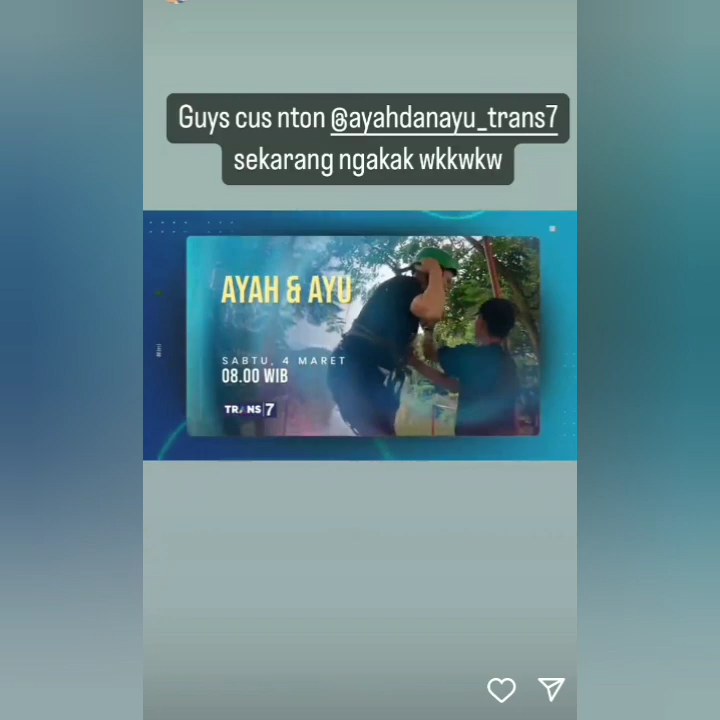 Guys cus nton @ayahdanayu_trans7
sekarang ngakak wkkwkw
AYAH & AYU
SABTU, 4 MARET
08.00 WIB
TRANS|7